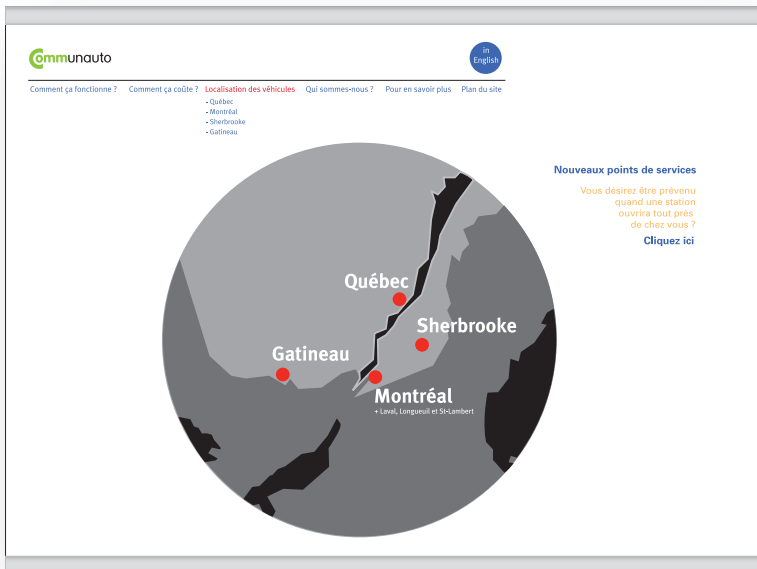 Communauto
in
English
Comment ça fonctionne ? Comment ça coûte ? Localisation des véhicules Qui sommes-nous ? Pour en savoir plus Plan du site
- Québec
- Montréal
- Sherbrooke
- Gatineau
Nouveaux points de services
Vous désirez être prévenu
quand une station
ouvrira tout près
de chez vous ?
Cliquez ici
Québec
Sherbrooke
Gatineau
Montréal
+ Laval, Longueuil et St-Lambert